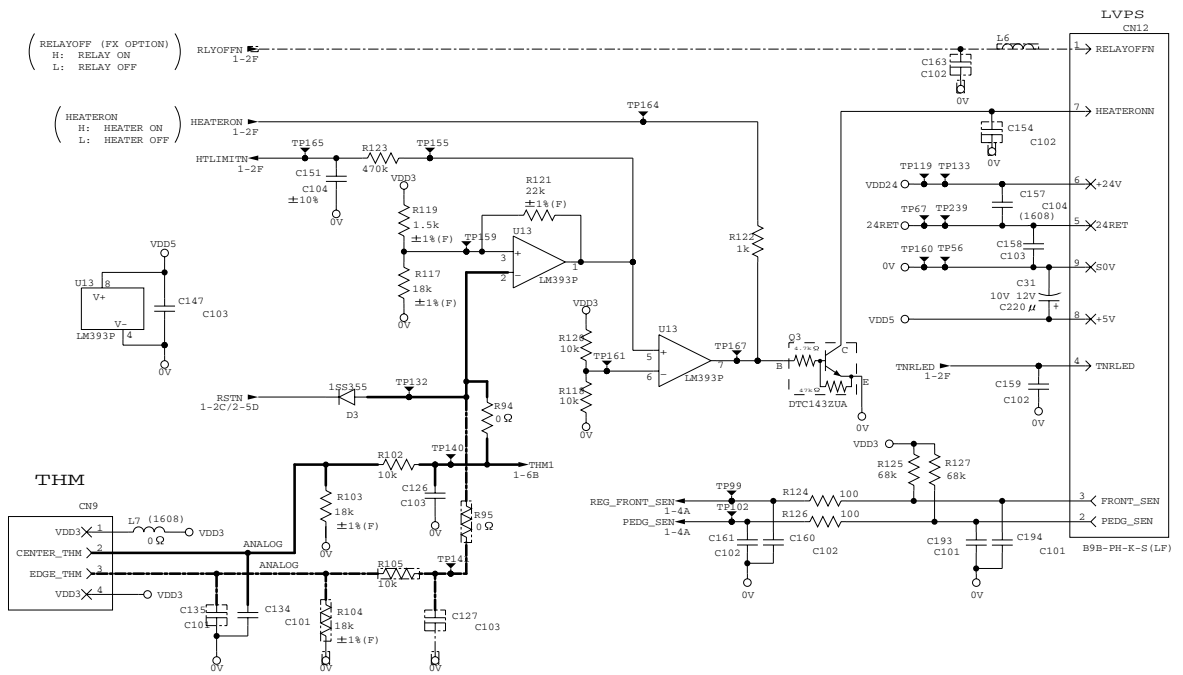 LVPS
CN12
RELAYOFF (FX OPTION)
H: RELAY ON
L: RELAY OFF
RLYOFFN
1-2F
L6
C163
C102
0V
1
RELAYOFFN
HEATERON
H: HEATER ON
L: HEATER OFF
HEATERON
1-2F
TP164
7
HEATERONN
C154
C102
0V
HTLIMITN
1-2F
TP165
R123
470k
TP155
C151
C104
±10%
0V
VDD3
R119
1.5k
±1%(F)
R121
22k
±1%(F)
TP159
U13
3
+
2
−
1
LM393P
R117
18k
±1%(F)
0V
R122
1k
TP119
TP133
VDD24
6
+24V
C157
C104
(1608)
TP67
TP239
24RET
5
24RET
C158
C103
TP160
TP56
0V
9
S0V
C31
10V 12V
C220μ
+
VDD5
8
+5V
VDD5
U13
8
V+
V-
4
LM393P
C147
C103
0V
VDD3
R120
10k
TP161
R118
10k
0V
U13
5
+
6
−
7
LM393P
TP167
Q3
4.7kΩ
B
C
E
47kΩ
DTC143ZUA
0V
TNRLED
1-2F
4
TNRLED
C159
C102
0V
RSTN
1-2C/2-5D
1SS355
D3
TP132
R94
0Ω
VDD3
R125
68k
R127
68k
R102
10k
TP140
THM1
1-6B
R103
18k
±1%(F)
0V
C126
C103
0V
R95
0Ω
REG_FRONT_SEN
1-4A
TP99
R124
100
3
FRONT_SEN
PEDG_SEN
1-4A
TP102
R126
100
2
PEDG_SEN
C161
C102
C160
C102
0V
C193
C101
C194
C101
0V
B9B-PH-K-S(LF)
THM
CN9
VDD3
1
L7 (1608)
0Ω
VDD3
CENTER_THM
2
ANALOG
EDGE_THM
3
ANALOG
VDD3
4
VDD3
R105
10k
TP141
C135
C101
C134
C101
0V
R104
18k
±1%(F)
0V
C127
C103
0V